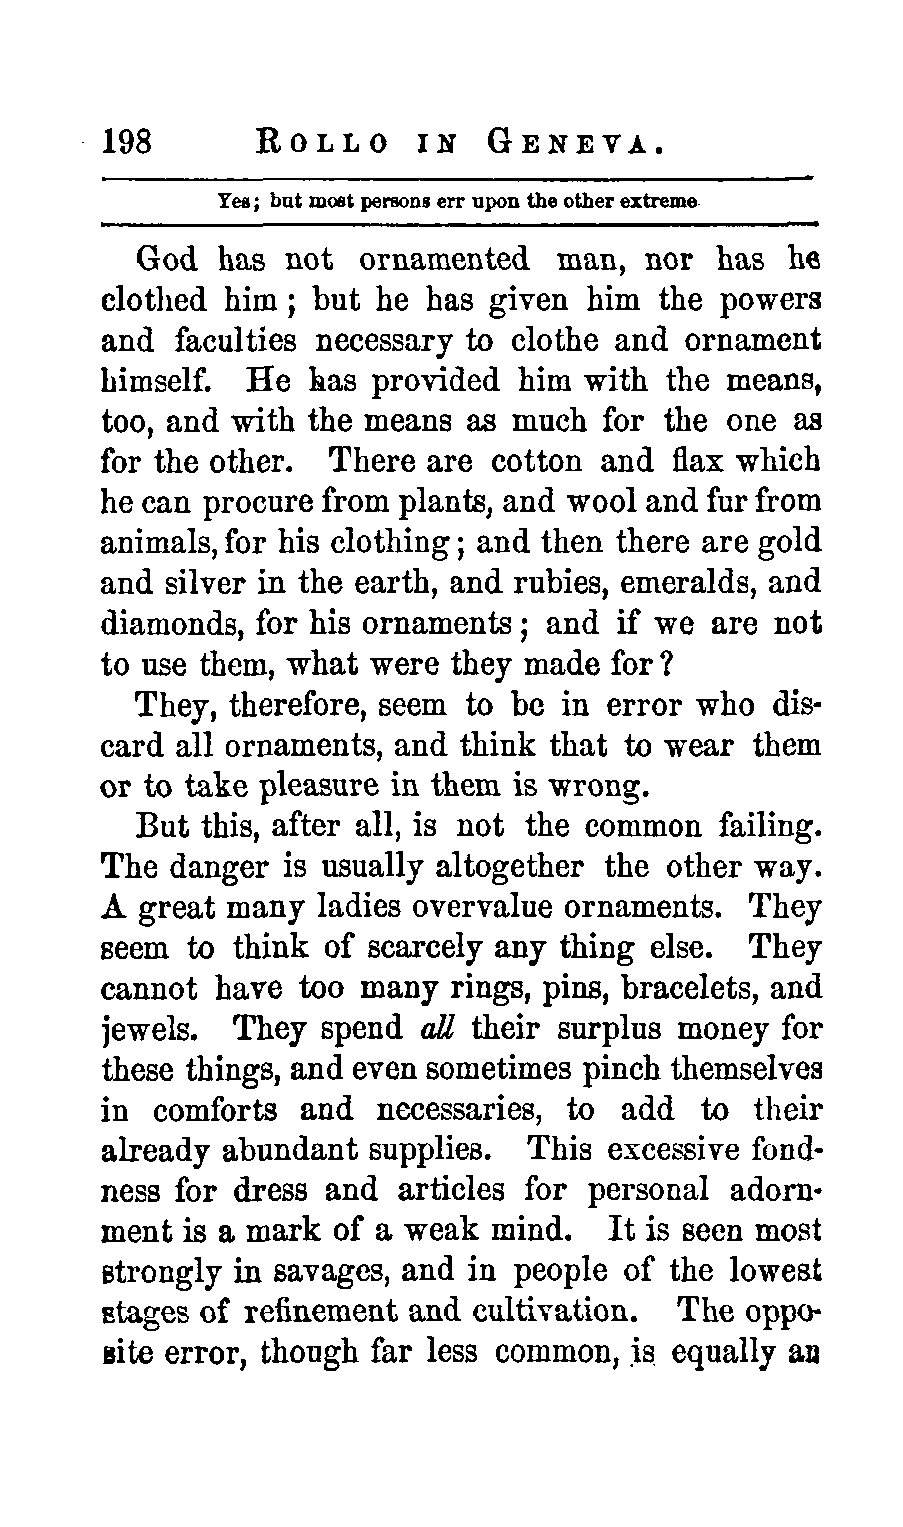 198 ROLLO IN GENEVA.
Yes; but most persons err upon the other extreme
God has not ornamented man, nor has he
clothed him ; but he has given him the powers
and faculties necessary to clothe and ornament
himself. He has provided him with the means,
too, and with the means as much for the one as
for the other. There are cotton and flax which
he can procure from plants, and wool and fur from
animals, for his clothing ; and then there are gold
and silver in the earth, and rubies, emeralds, and
diamonds, for his ornaments ; and if we are not
to use them, what were they made for ?
They, therefore, seem to be in error who dis-
card all ornaments, and think that to wear them
or to take pleasure in them is wrong.
But this, after all, is not the common failing.
The danger is usually altogether the other way.
A great many ladies overvalue ornaments. They
seem to think of scarcely any thing else. They
cannot have too many rings, pins, bracelets, and
jewels. They spend all their surplus money for
these things, and even sometimes pinch themselves
in comforts and necessaries, to add to their
already abundant supplies. This excessive fond-
ness for dress and articles for personal adorn-
ment is a mark of a weak mind. It is seen most
strongly in savages, and in people of the lowest
stages of refinement and cultivation. The oppo-
site error, though far less common, is equally an